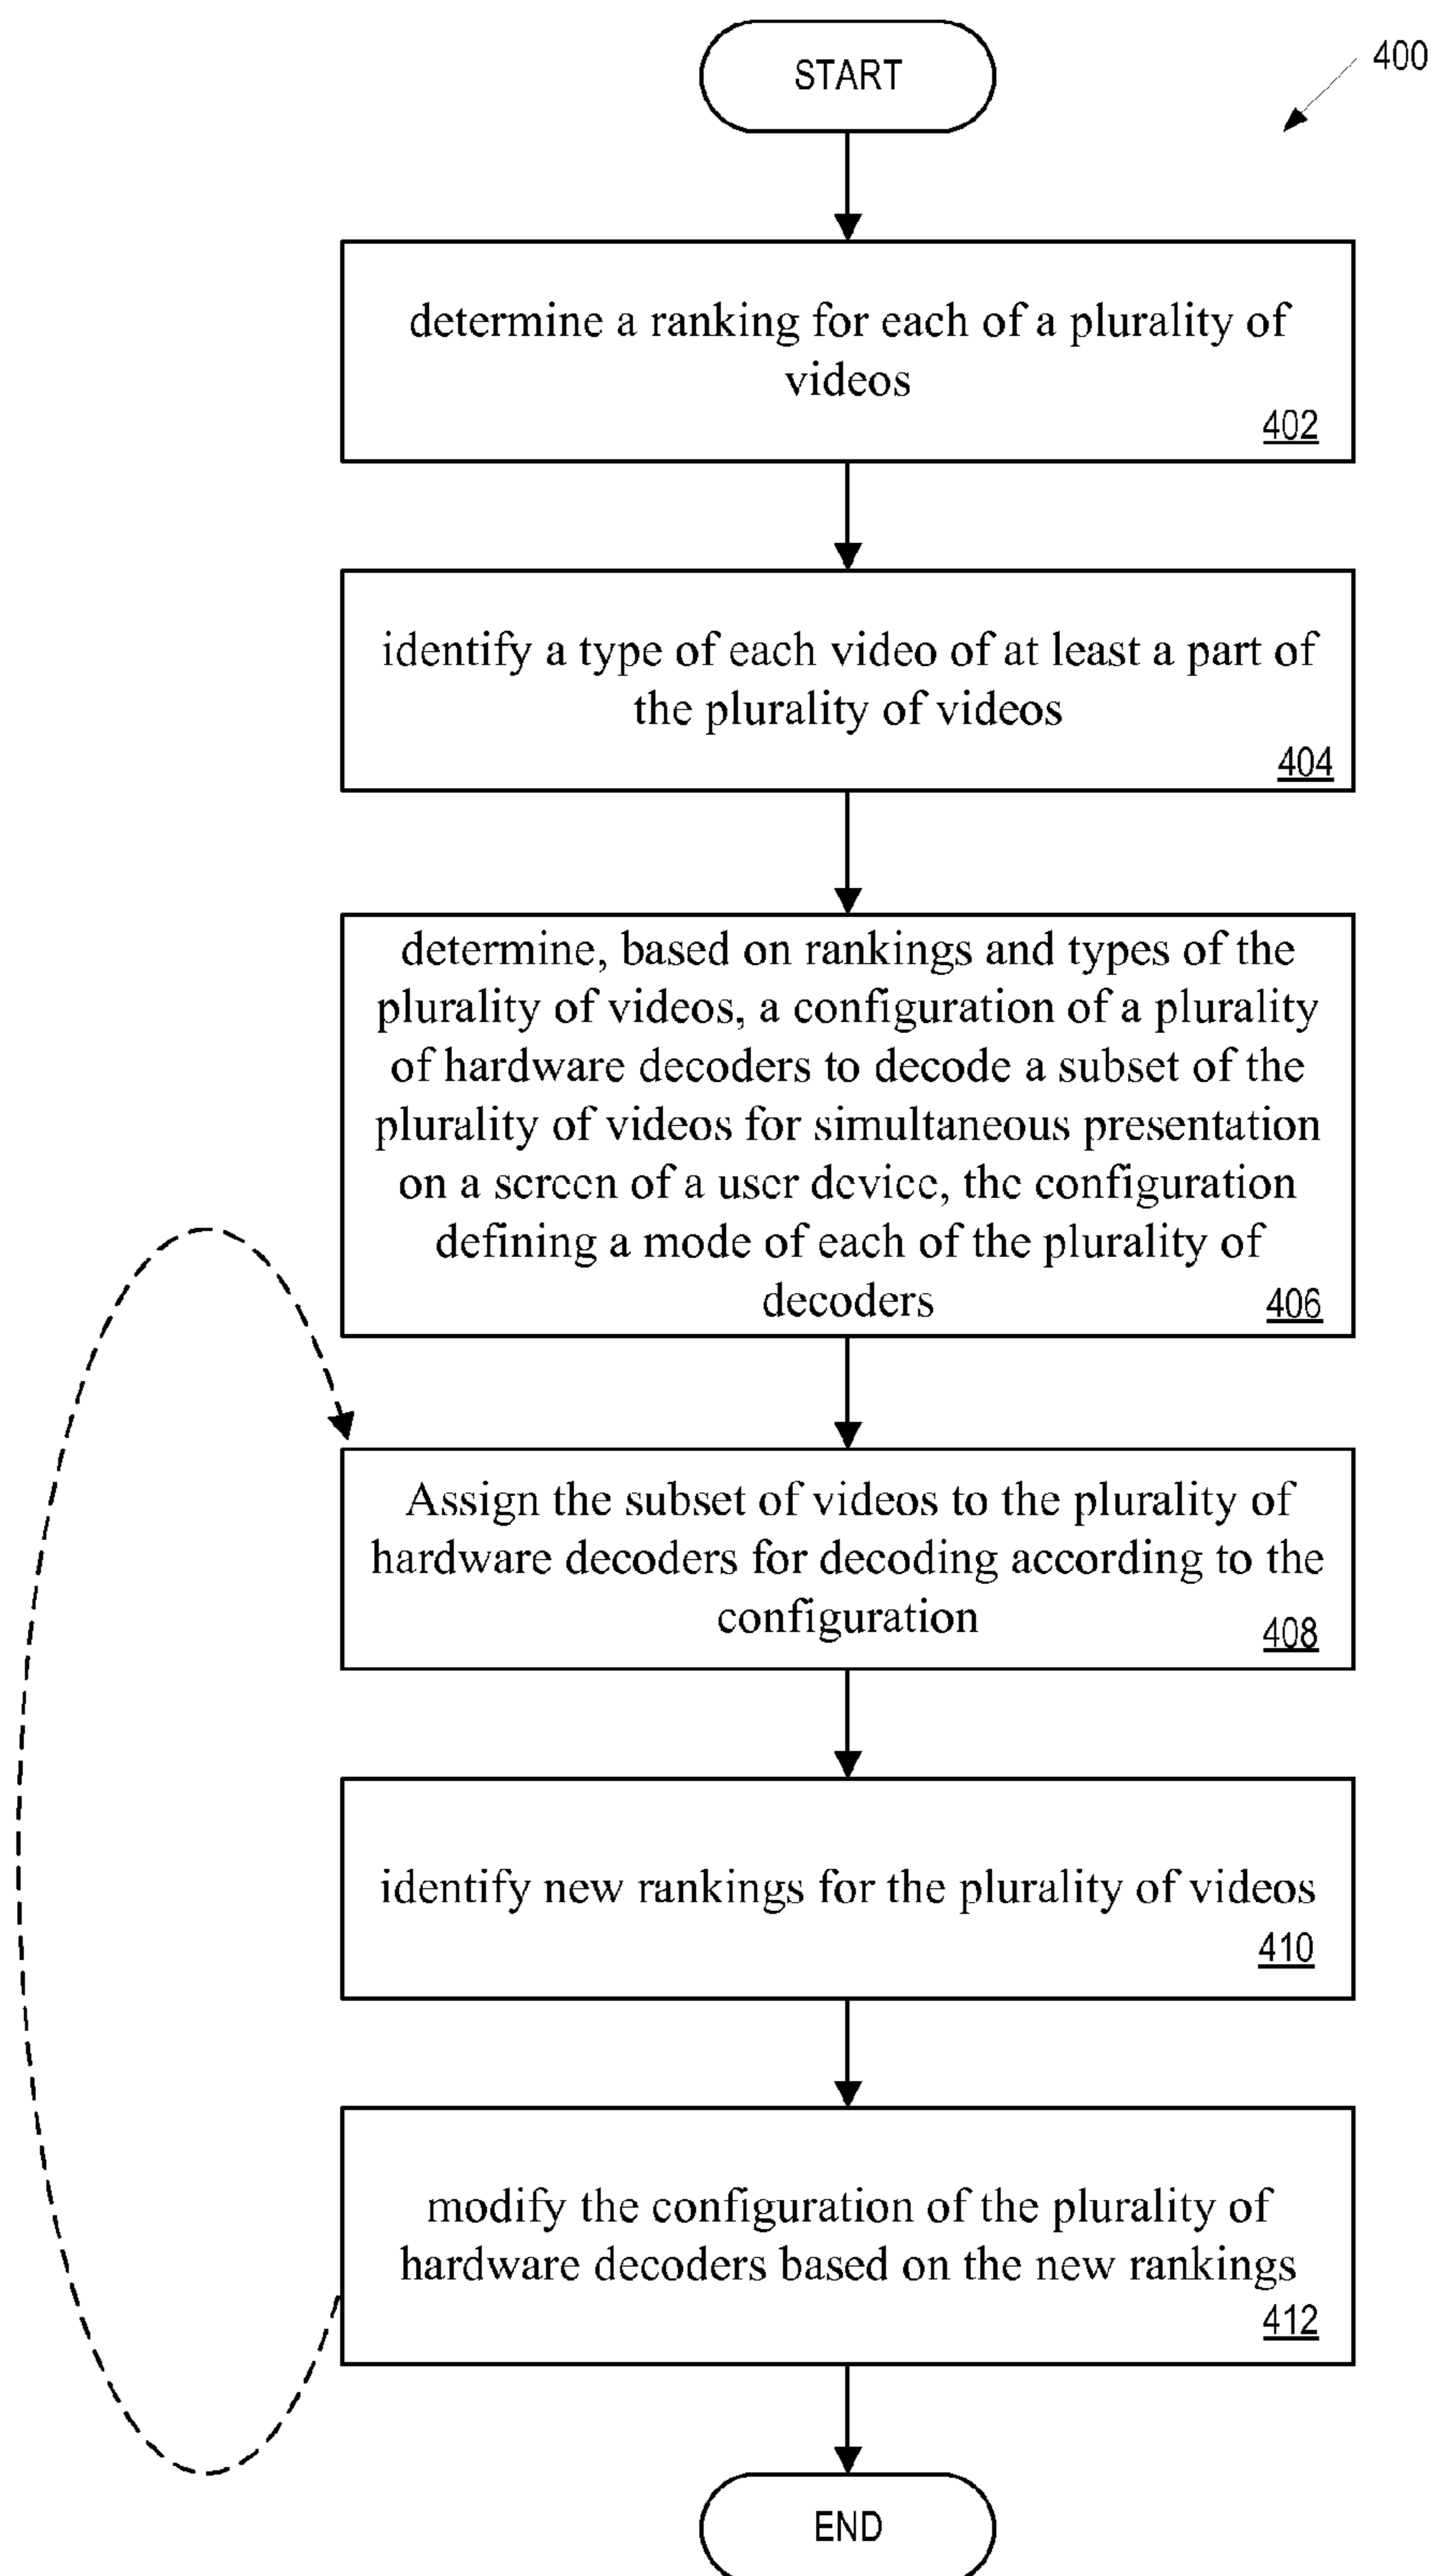 START
400
determine a ranking for each of a plurality of
videos
402
identify a type of each video of at least a part of
the plurality of videos
404
determine, based on rankings and types of the
plurality of videos, a configuration of a plurality
of hardware decoders to decode a subset of the
plurality of videos for simultaneous presentation
on a screen of a user device, the configuration
defining a mode of each of the plurality of
decoders
406
Assign the subset of videos to the plurality of
hardware decoders for decoding according to the
configuration
408
identify new rankings for the plurality of videos
410
modify the configuration of the plurality of
hardware decoders based on the new rankings
412
END